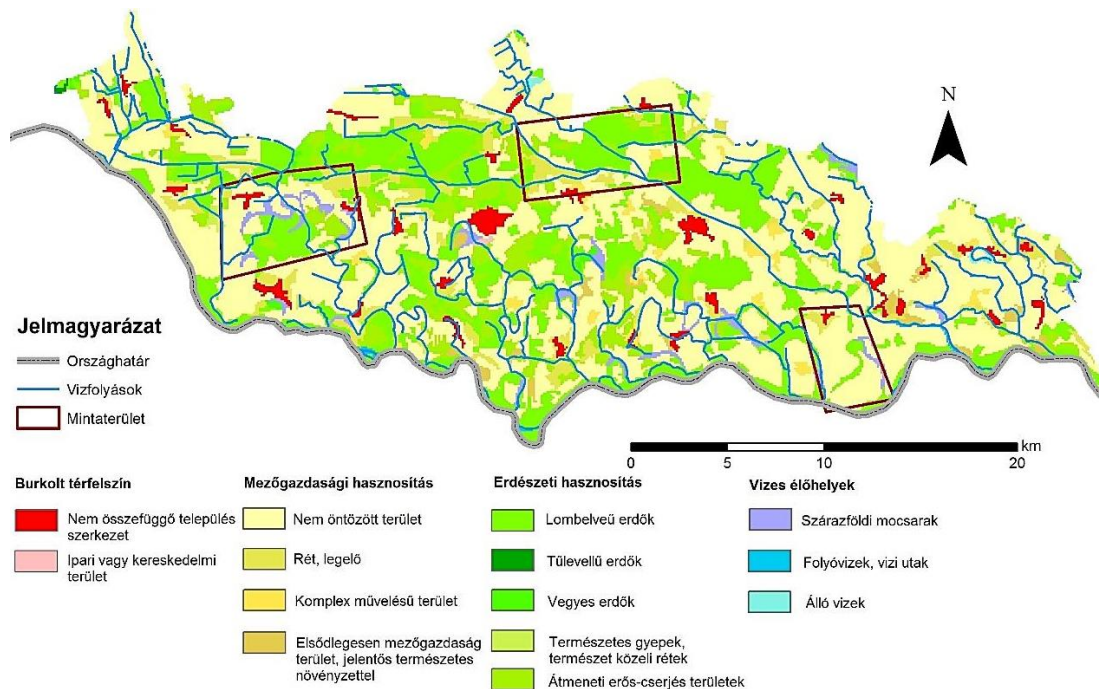 N
km
0
5
10
20
Jelmagyarázat
Országhatár
Vizfolyások
Mintaterület
Burkolt térfelszín
Nem összefüggő település
szerkezet
Ipari vagy kereskedelmi
terület
Mezőgazdasági hasznosítás
Nem öntözött terület
Rét, legelő
Komplex művelésű terület
Elsődlegesen mezőgazdaság
terület, jelentős természetes
növényzettel
Erdészeti hasznosítás
Lombelveű erdők
Tűlevellű erdők
Vegyes erdők
Természetes gyepek,
természet közeli rétek
Átmeneti erős-cserjés területek
Vizes élőhelyek
Szárazföldi mocsarak
Folyóvizek, vizi utak
Álló vizek